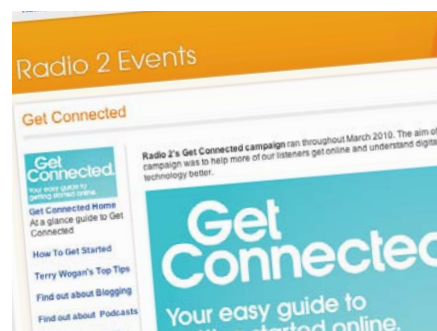 Radio 2 Events
Get Connected
Get
Connected.
Your easy guide to
getting started online.
Get Connected Home
At a glance guide to Get
Connected
How To Get Started
Terry Wogan's Top Tips
Find out about Blogging
Find out about Podcasts
Radio 2's Get Connected campaign ran throughout March 2010. The aim of
campaign was to help more of our listeners get online and understand digital
technology better.
Get
Connected
Your easy guide to
getting started online.